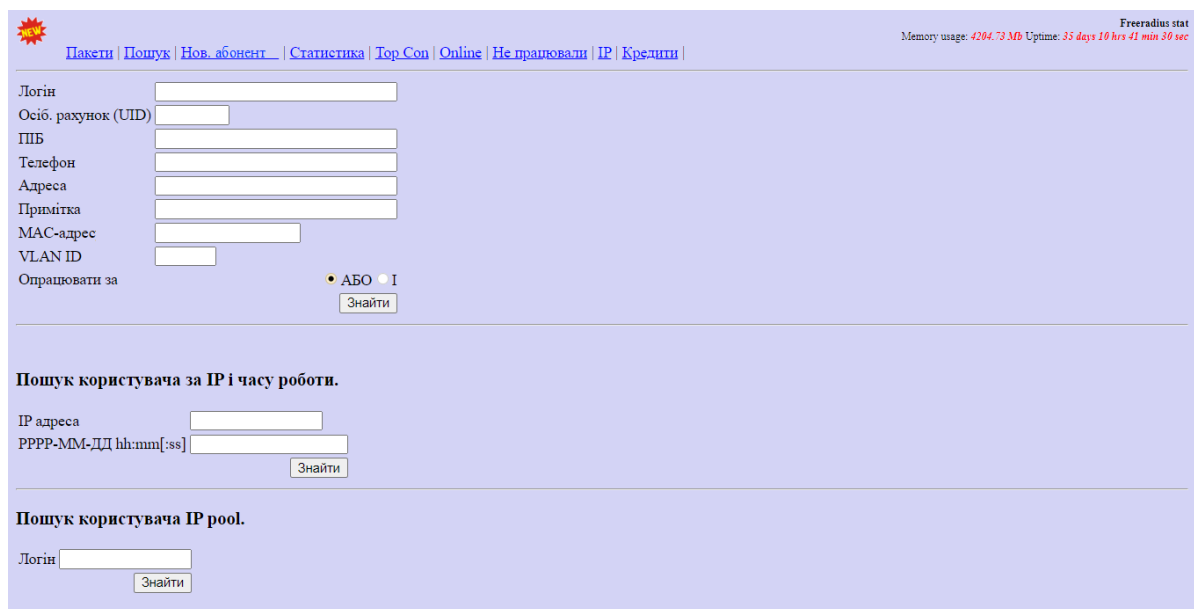 NEW
Freeradius stat
Memory usage: 4204.73 Mb Uptime: 35 days 10 hrs 41 min 30 sec
Пакети | Пошук | Нов. абонент | Статистика | Top Con | Online | Не працювали | IP | Кредити |
Логін
Осіб. рахунок (UID)
ПІБ
Телефон
Адреса
Примітка
MAC-адрес
VLAN ID
Опрацювати за АБО І
Знайти
Пошук користувача за IP і часу роботи.
IP адреса
РРРР-ММ-ДД hh:mm[:ss]
Знайти
Пошук користувача IP pool.
Логін
Знайти